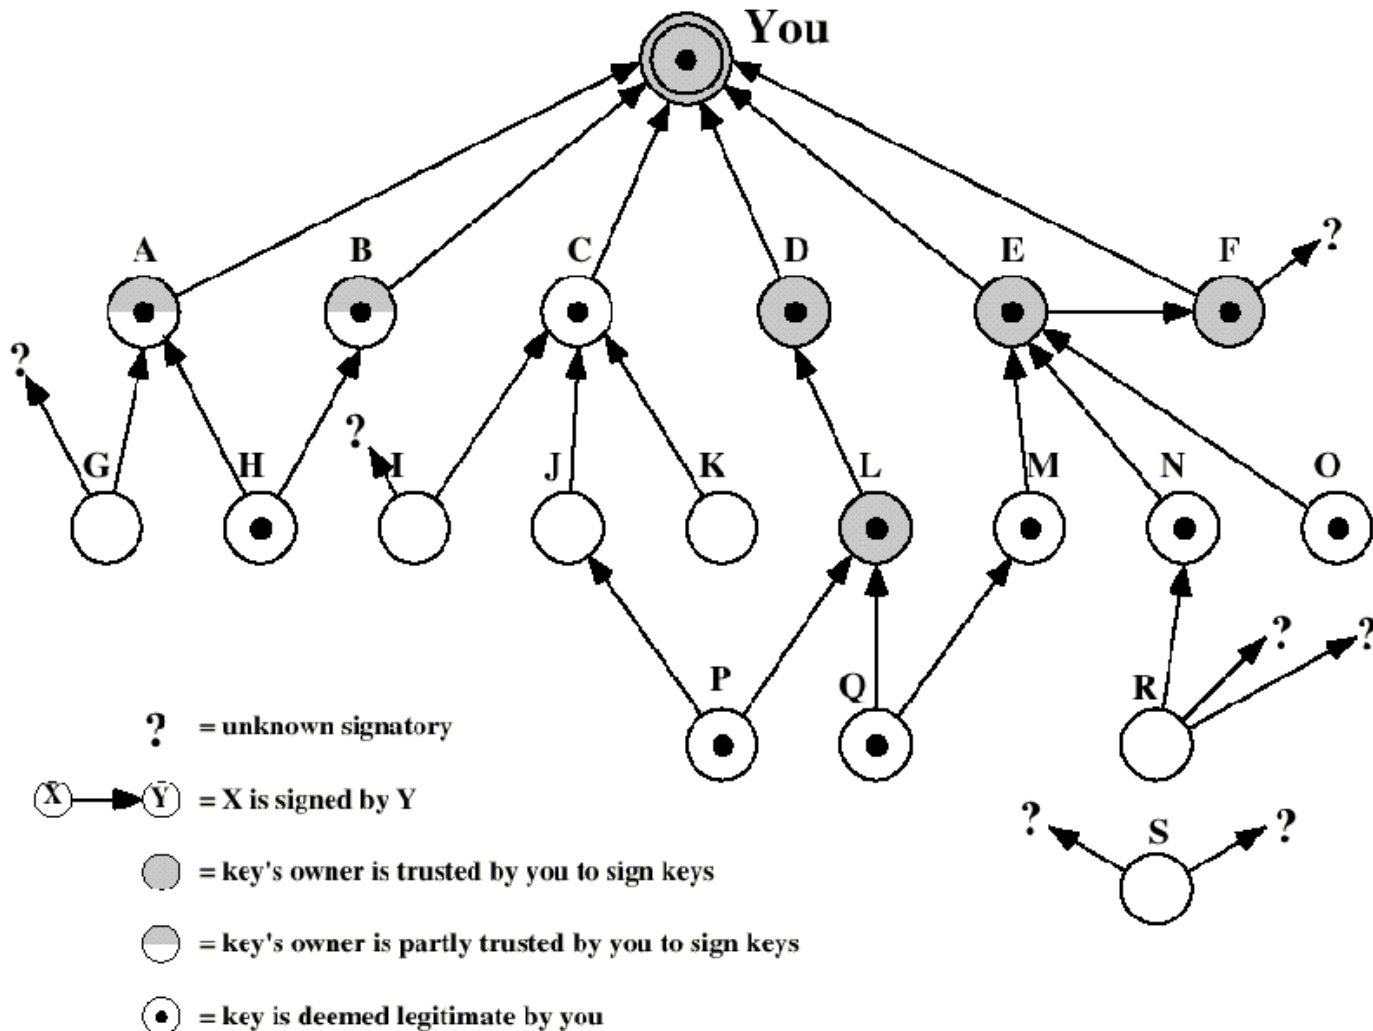 You
A B C D E F ?
?
?
G H I J K L M N O
? ?
P Q R
? = unknown signatory
X Y = X is signed by Y
? S ?
= key's owner is trusted by you to sign keys
= key's owner is partly trusted by you to sign keys
= key is deemed legitimate by you